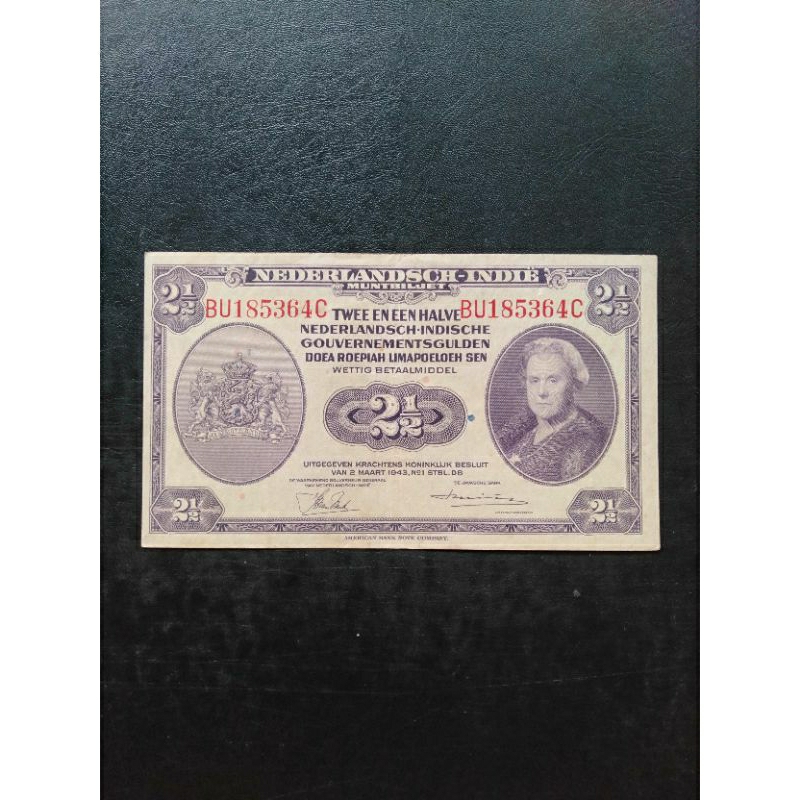 NEDERLANDSCH-INDIË
MUNTBILJET
2½ 2½
BU185364C BU185364C
TWEE EN EEN HALVE
NEDERLANDSCH-INDISCHE
GOUVERNEMENTSGULDEN
DOEA ROEPIAH LIMAPOELOEH SEN
WETTIG BETAALMIDDEL
2½
UITGEGEVEN KRACHTENS KONINKLIJK BESLUIT
VAN 2 MAART 1943, No1 STBL. D6
2½ 2½
AMERICAN BANK NOTE COMPANY.